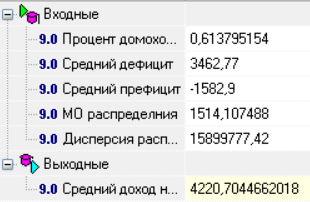 Входные
9.0 Процент домохо... 0,613795154
9.0 Средний дефицит 3462,77
9.0 Средний префицит -1582,9
9.0 МО распределния 1514,107488
9.0 Дисперсия расп... 15899777,42
Выходные
9.0 Средний доход н... 4220,7044662018